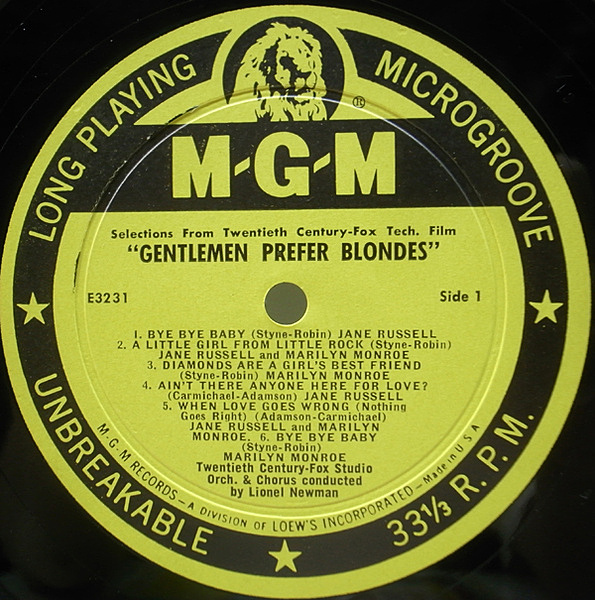 LONG PLAYING
MICROGROOVE
®
M-G-M
Selections From Twentieth Century-Fox Tech. Film
"GENTLEMEN PREFER BLONDES"
E3231
Side 1
1. BYE BYE BABY (Styne-Robin) JANE RUSSELL
2. A LITTLE GIRL FROM LITTLE ROCK (Styne-Robin)
JANE RUSSELL and MARILYN MONROE
3. DIAMONDS ARE A GIRL'S BEST FRIEND
(Styne-Robin) MARILYN MONROE
4. AIN'T THERE ANYONE HERE FOR LOVE?
(Carmichael-Adamson) JANE RUSSELL
5. WHEN LOVE GOES WRONG (Nothing
Goes Right) (Adamson-Carmichael)
JANE RUSSELL and MARILYN
MONROE. 6. BYE BYE BABY
(Styne-Robin)
MARILYN MONROE
Twentieth Century-Fox Studio
Orch. & Chorus conducted
by Lionel Newman
M-G-M RECORDS—A DIVISION OF LOEW'S INCORPORATED—Made in U S A
UNBREAKABLE
33⅓ R. P. M.